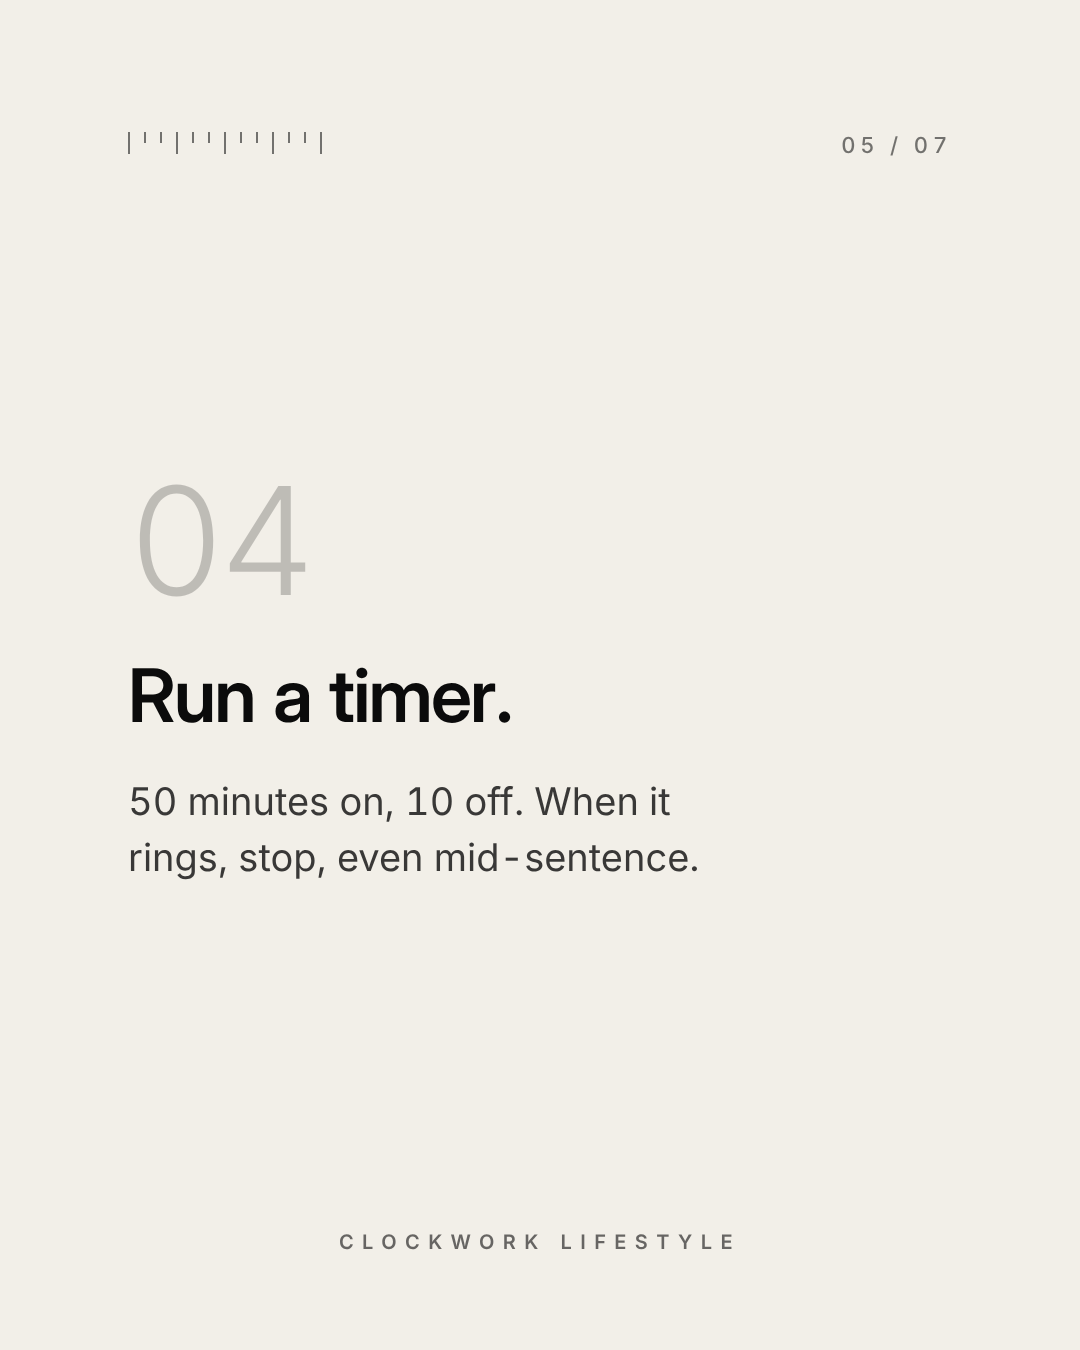 05 / 07
04
Run a timer.
50 minutes on, 10 off. When it
rings, stop, even mid-sentence.
CLOCKWORK LIFESTYLE